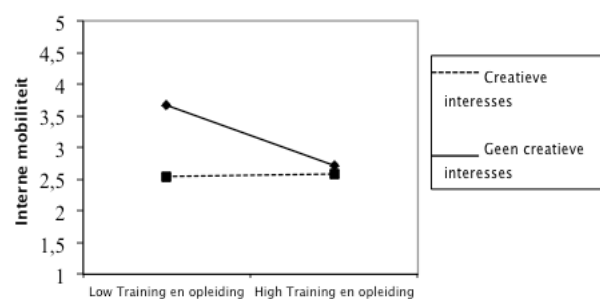 5
4,5
4
3,5
3
2,5
2
1,5
1
Interne mobiliteit
Low Training en opleiding High Training en opleiding
Creatieve
interesses
Geen creatieve
interesses